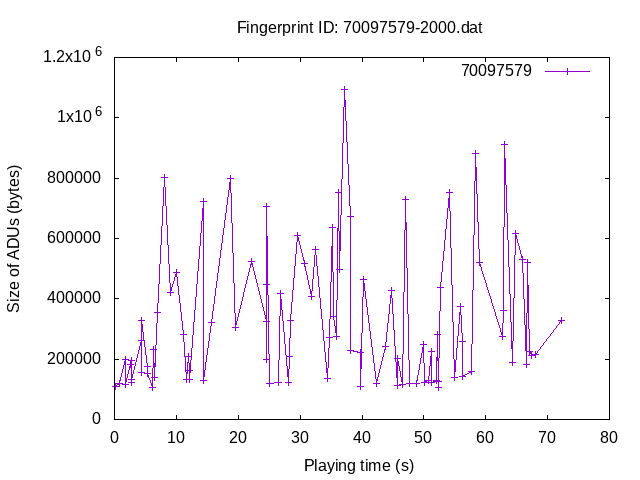 Fingerprint ID: 70097579-2000.dat
70097579
Size of ADUs (bytes)
1.2x10^6
1x10^6
800000
600000
400000
200000
0
0 10 20 30 40 50 60 70 80
Playing time (s)